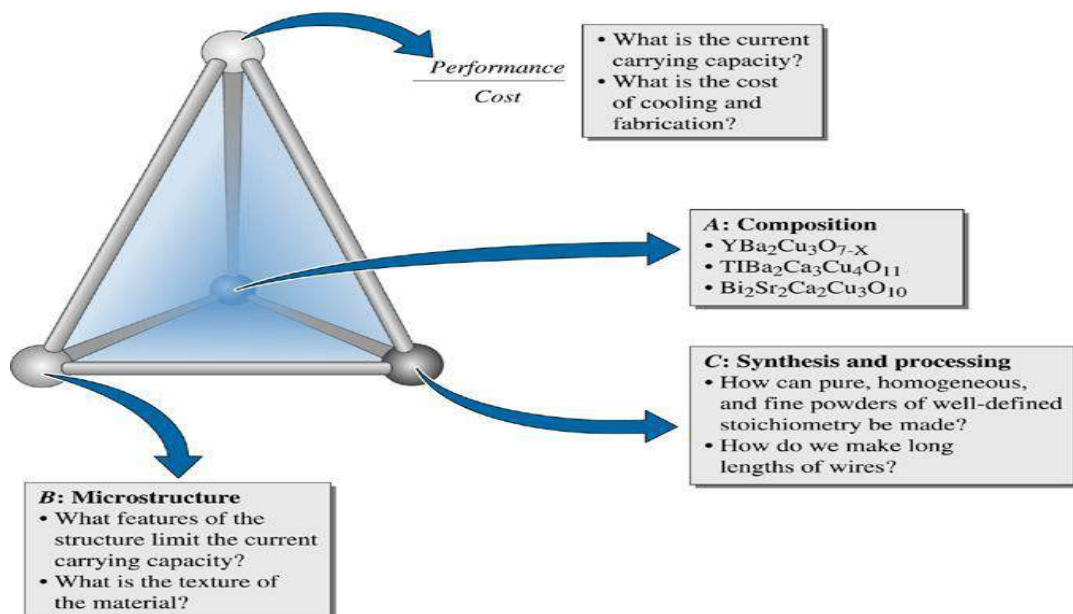 Performance
Cost
• What is the current
carrying capacity?
• What is the cost
of cooling and
fabrication?
A: Composition
• YBa₂Cu₃O₇₋ₓ
• TIBa₂Ca₃Cu₄O₁₁
• Bi₂Sr₂Ca₂Cu₃O₁₀
C: Synthesis and processing
• How can pure, homogeneous,
and fine powders of well-defined
stoichiometry be made?
• How do we make long
lengths of wires?
B: Microstructure
• What features of the
structure limit the current
carrying capacity?
• What is the texture of
the material?